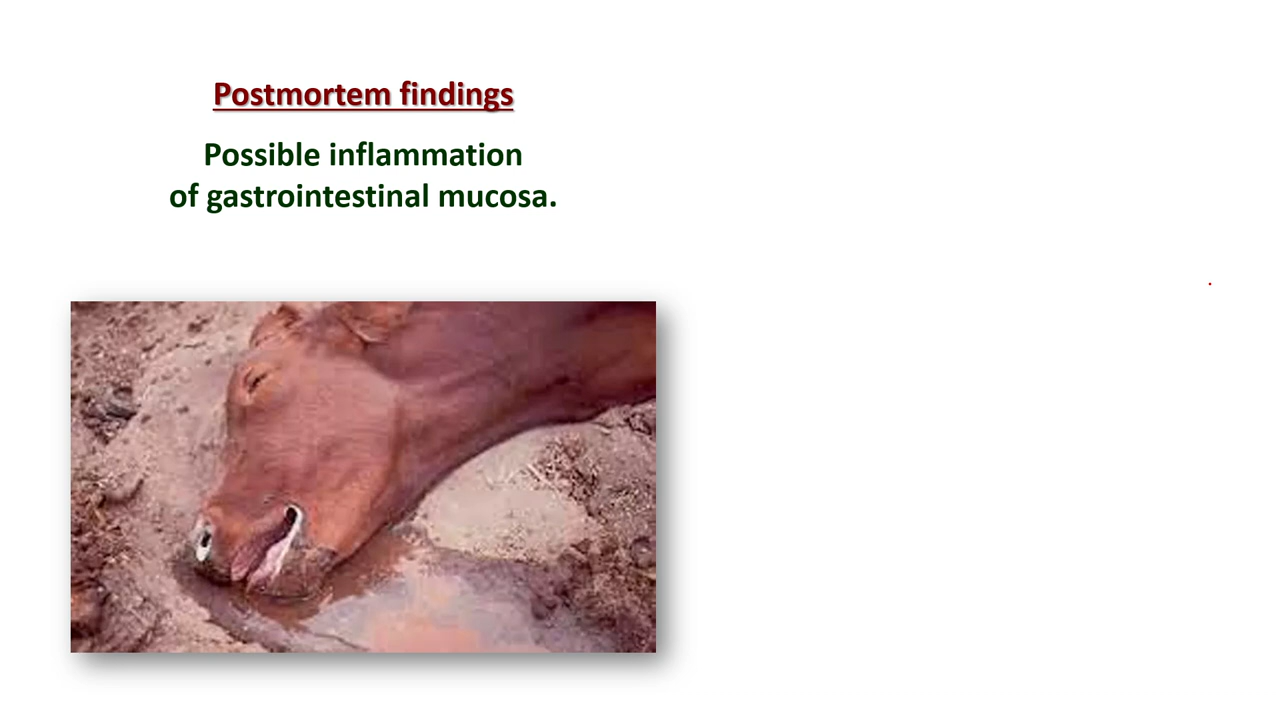 Postmortem findings
Possible inflammation
of gastrointestinal mucosa.